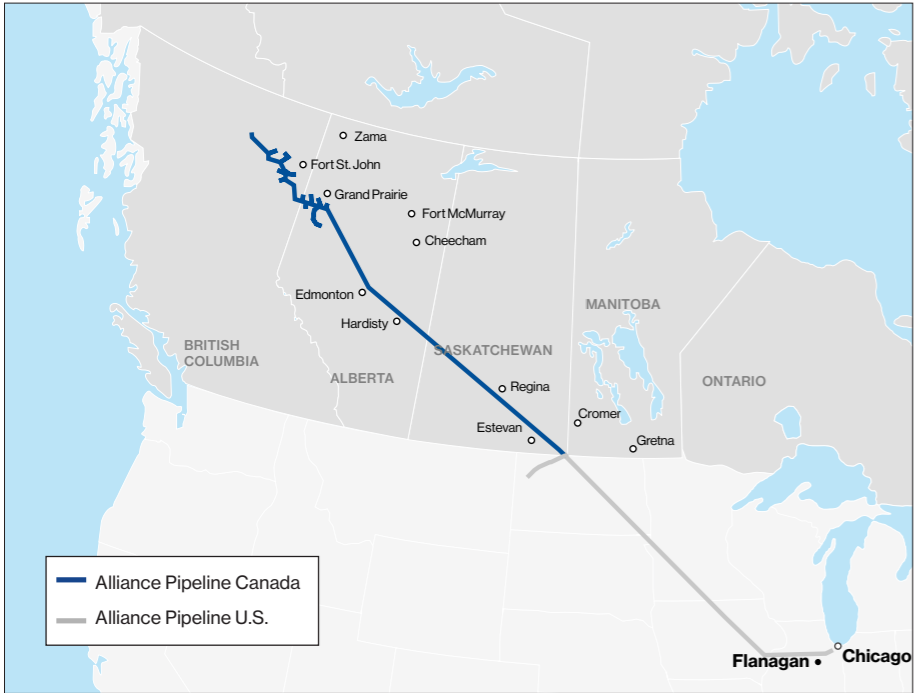 Zama
Fort St. John
Grand Prairie
Fort McMurray
Cheecham
Edmonton
Hardisty
MANITOBA
BRITISH
COLUMBIA
SASKATCHEWAN
ALBERTA
ONTARIO
Regina
Cromer
Estevan
Gretna
Alliance Pipeline Canada
Alliance Pipeline U.S.
Flanagan
Chicago